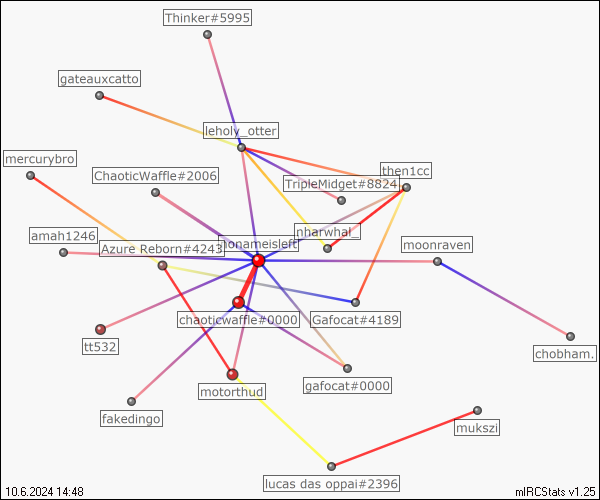 Thinker#5995
gateauxcatto
leholy_otter
mercurybro
ChaoticWaffle#2006
then1cc
TripleMidget#8824
amah1246
Azure Reborn#4243
nonameisleft
nharwhal_
moonraven
chaoticwaffle#0000
Gafocat#4189
tt532
chobham.
motorthud
gafocat#0000
fakedingo
mukszi
lucas das oppai#2396
10.6.2024 14:48
mIRCStats v1.25